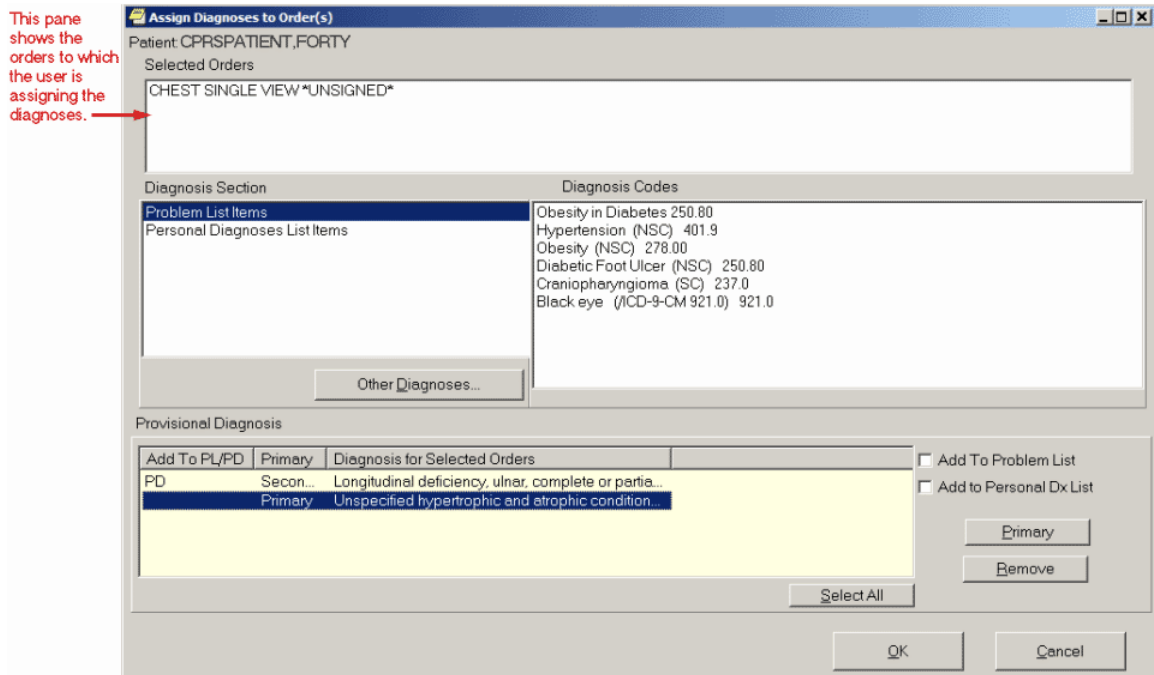 This pane
shows the
orders to which
the user is
assigning the
diagnoses.
Assign Diagnoses to Order(s)
Patient: CPRSPATIENT,FORTY
Selected Orders
CHEST SINGLE VIEW *UNSIGNED*
Diagnosis Section
Diagnosis Codes
Problem List Items
Personal Diagnoses List Items
Obesity in Diabetes 250.80
Hypertension (NSC) 401.9
Obesity (NSC) 278.00
Diabetic Foot Ulcer (NSC) 250.80
Craniopharyngioma (SC) 237.0
Black eye (/ICD-9-CM 921.0) 921.0
Other Diagnoses...
Provisional Diagnosis
Add To PL/PD Primary Diagnosis for Selected Orders
PD Secon... Longitudinal deficiency, ulnar, complete or partia...
Primary Unspecified hypertrophic and atrophic condition...
Add To Problem List
Add to Personal Dx List
Primary
Remove
Select All
OK Cancel